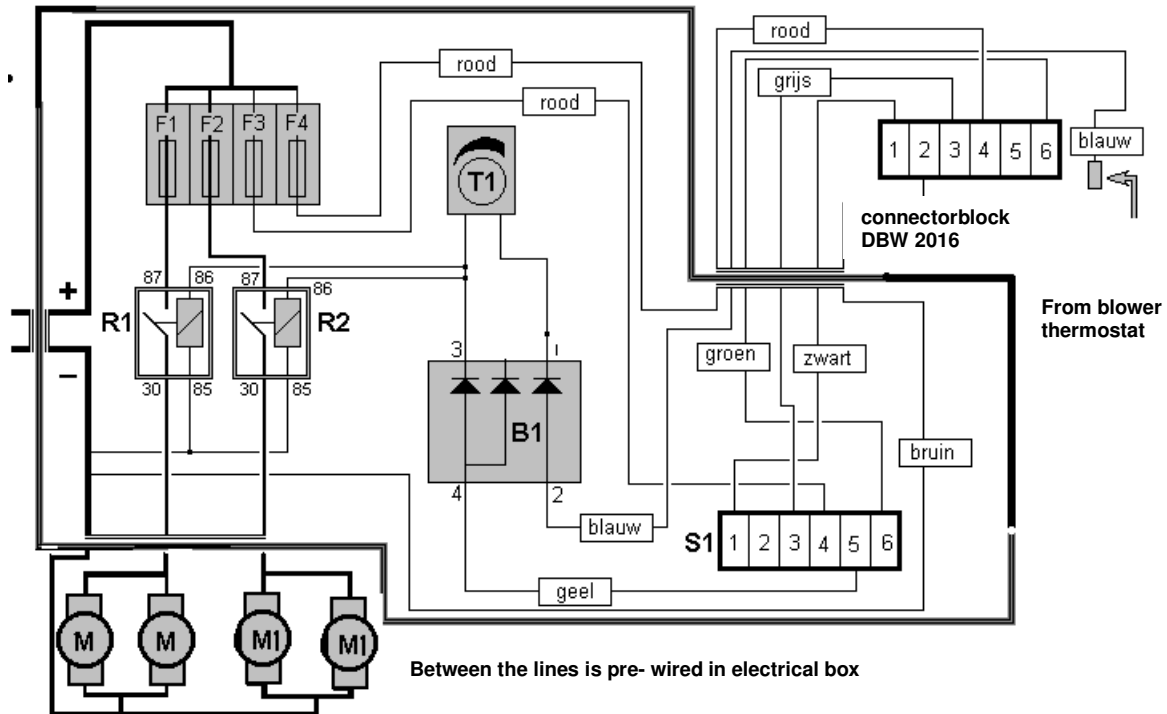 rood
rood
grijs
rood
F1 F2 F3 F4
T1
1 2 3 4 5 6
blauw
connectorblock
DBW 2016
87 86 87 86
+
R1 R2
−
30 85 30 85
From blower
thermostat
3 1
groen zwart
B1
bruin
4 2
blauw
S1 1 2 3 4 5 6
geel
M M M1 M1
Between the lines is pre- wired in electrical box